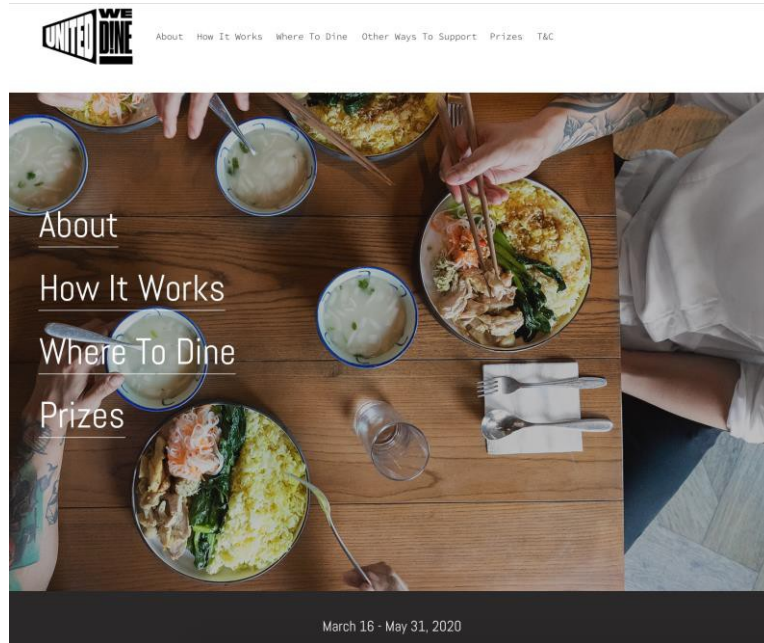 UNITED WE DINE
About How It Works Where To Dine Other Ways To Support Prizes T&C
About
How It Works
Where To Dine
Prizes
March 16 - May 31, 2020